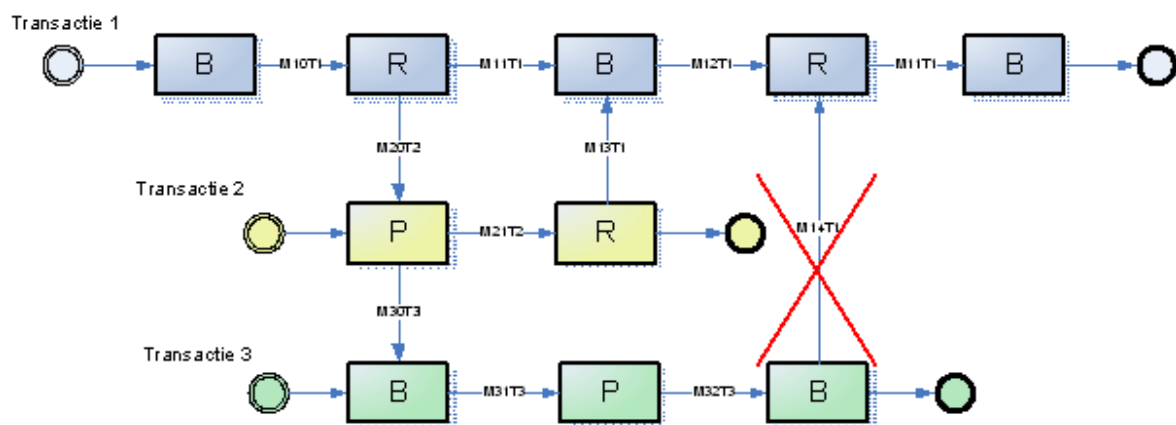 Transactie 1
B M10T1 R M11T1 B M12T1 R M11T1 B
M20T2 M13T1
Transactie 2
P M21T2 R M14T1
M30T3
Transactie 3
B M31T3 P M32T3 B